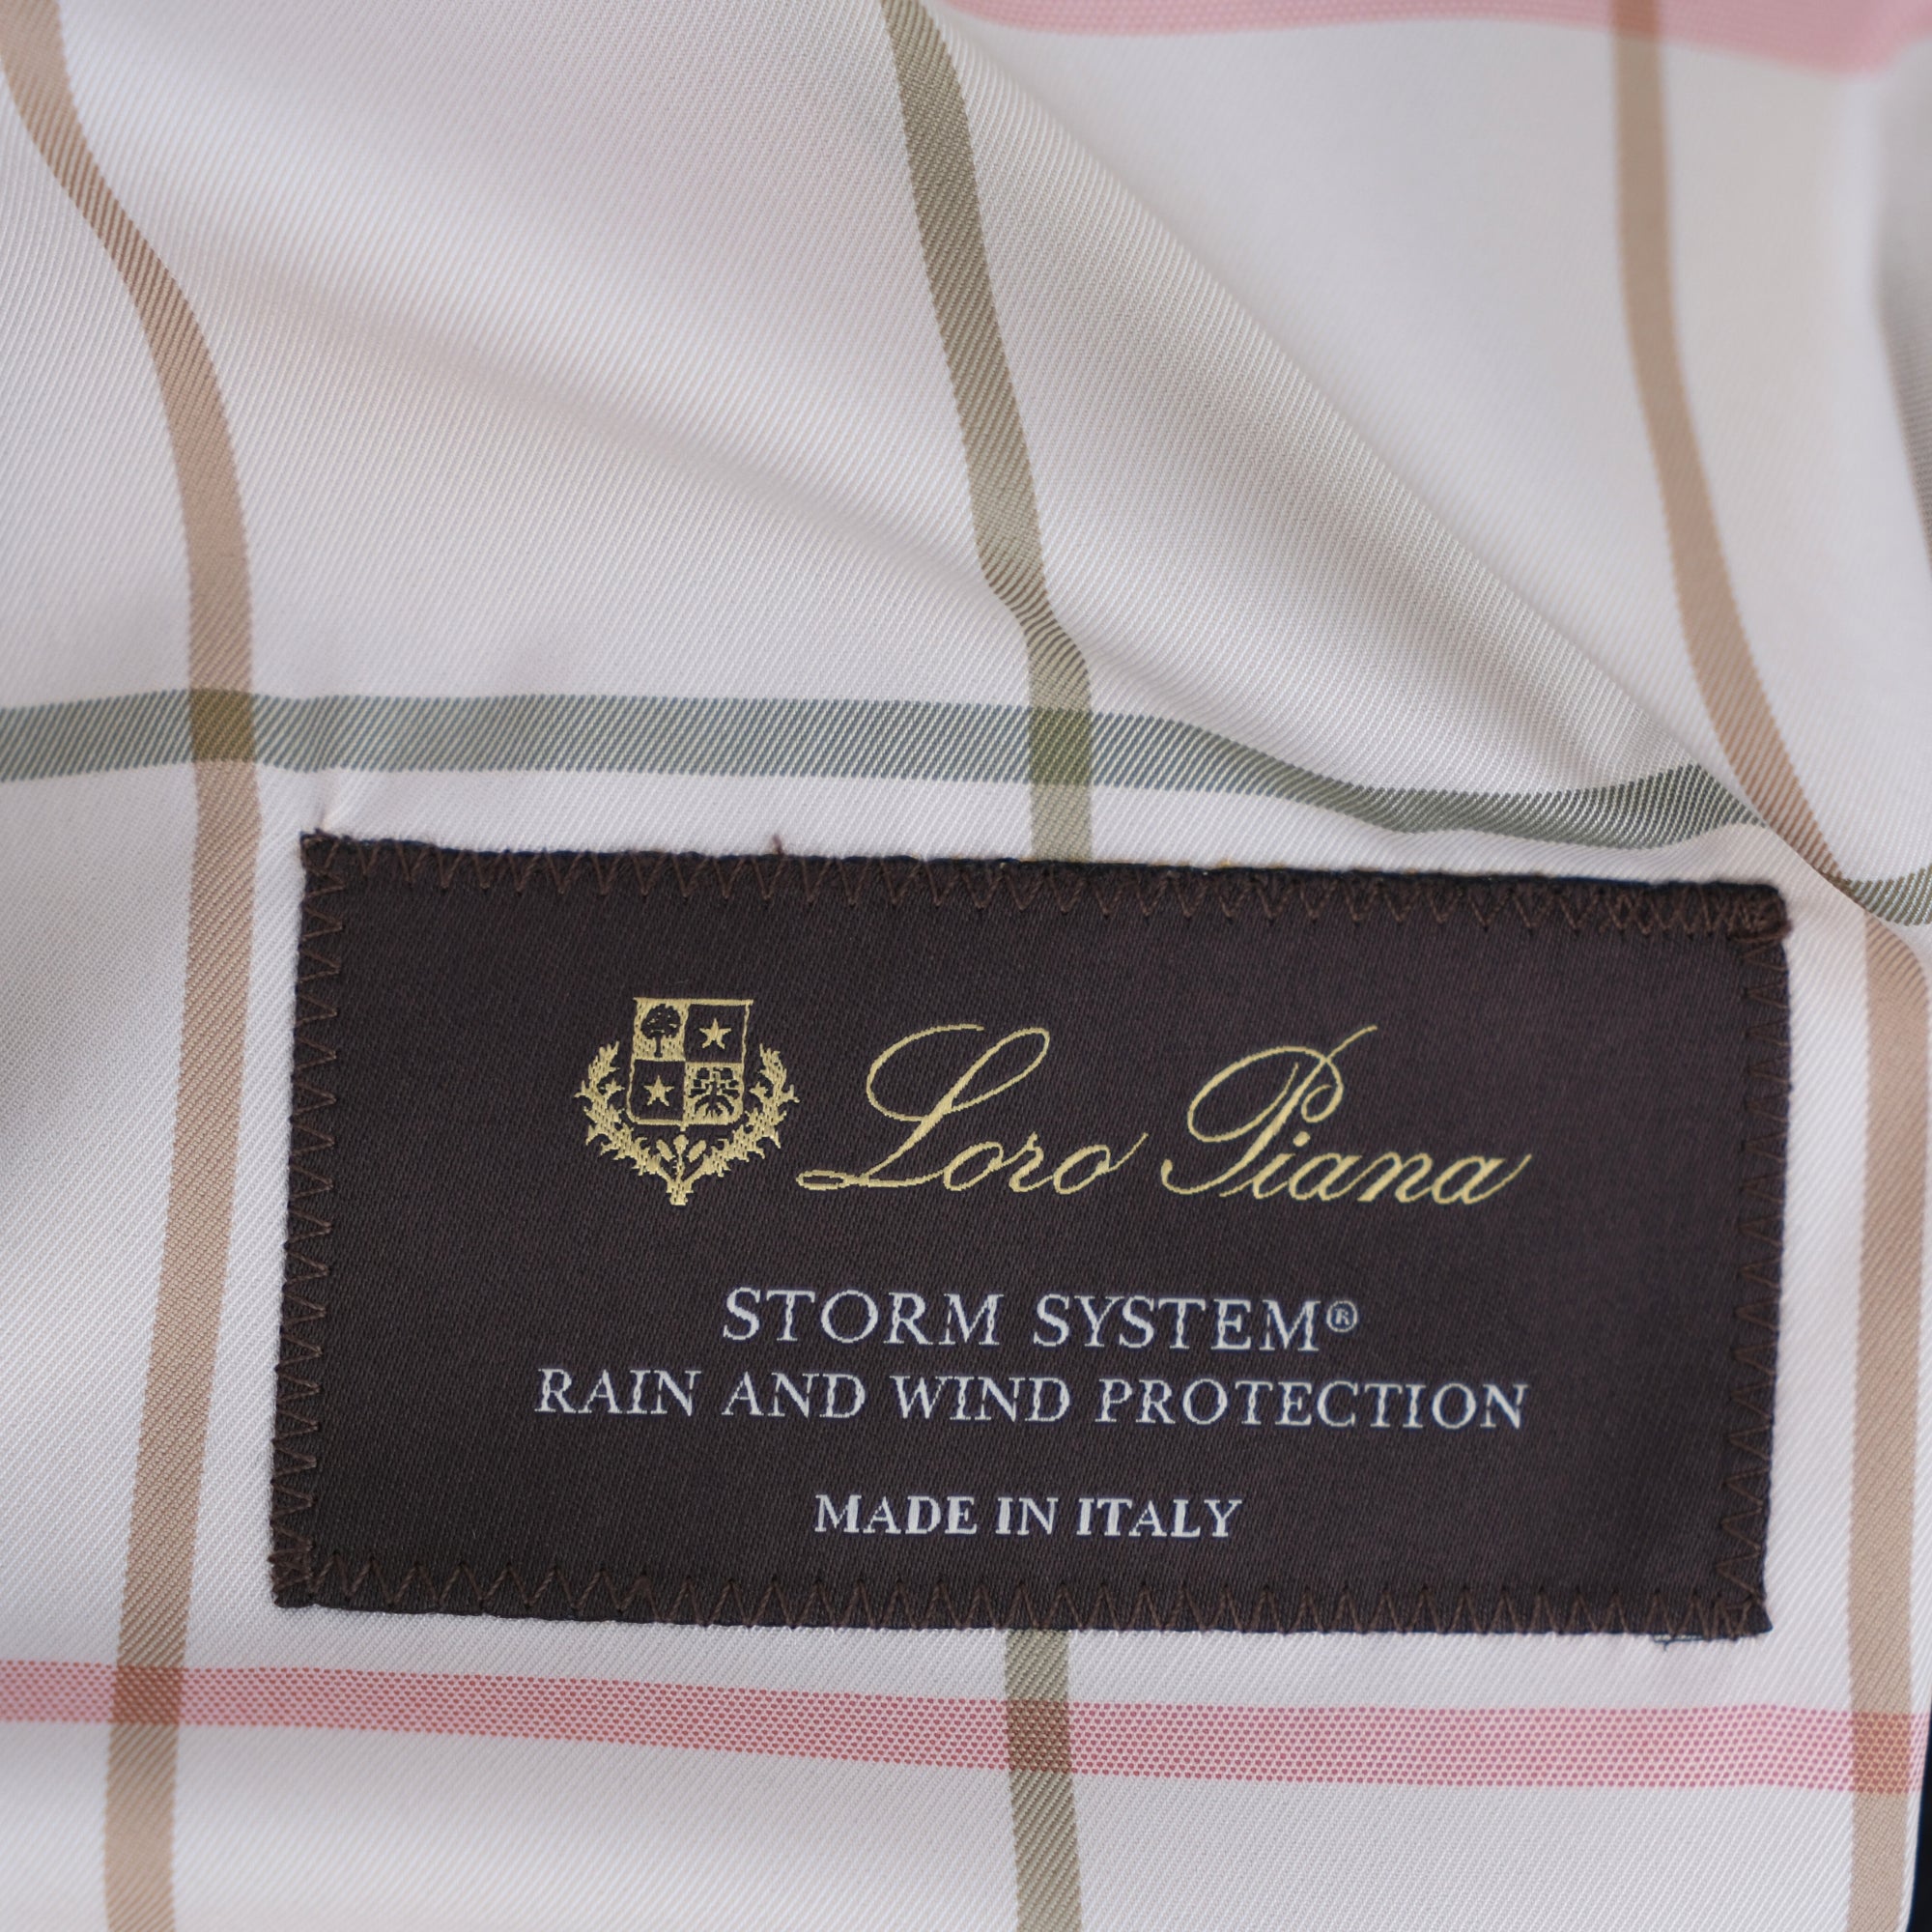 Loro Piana
STORM SYSTEM®
RAIN AND WIND PROTECTION
MADE IN ITALY